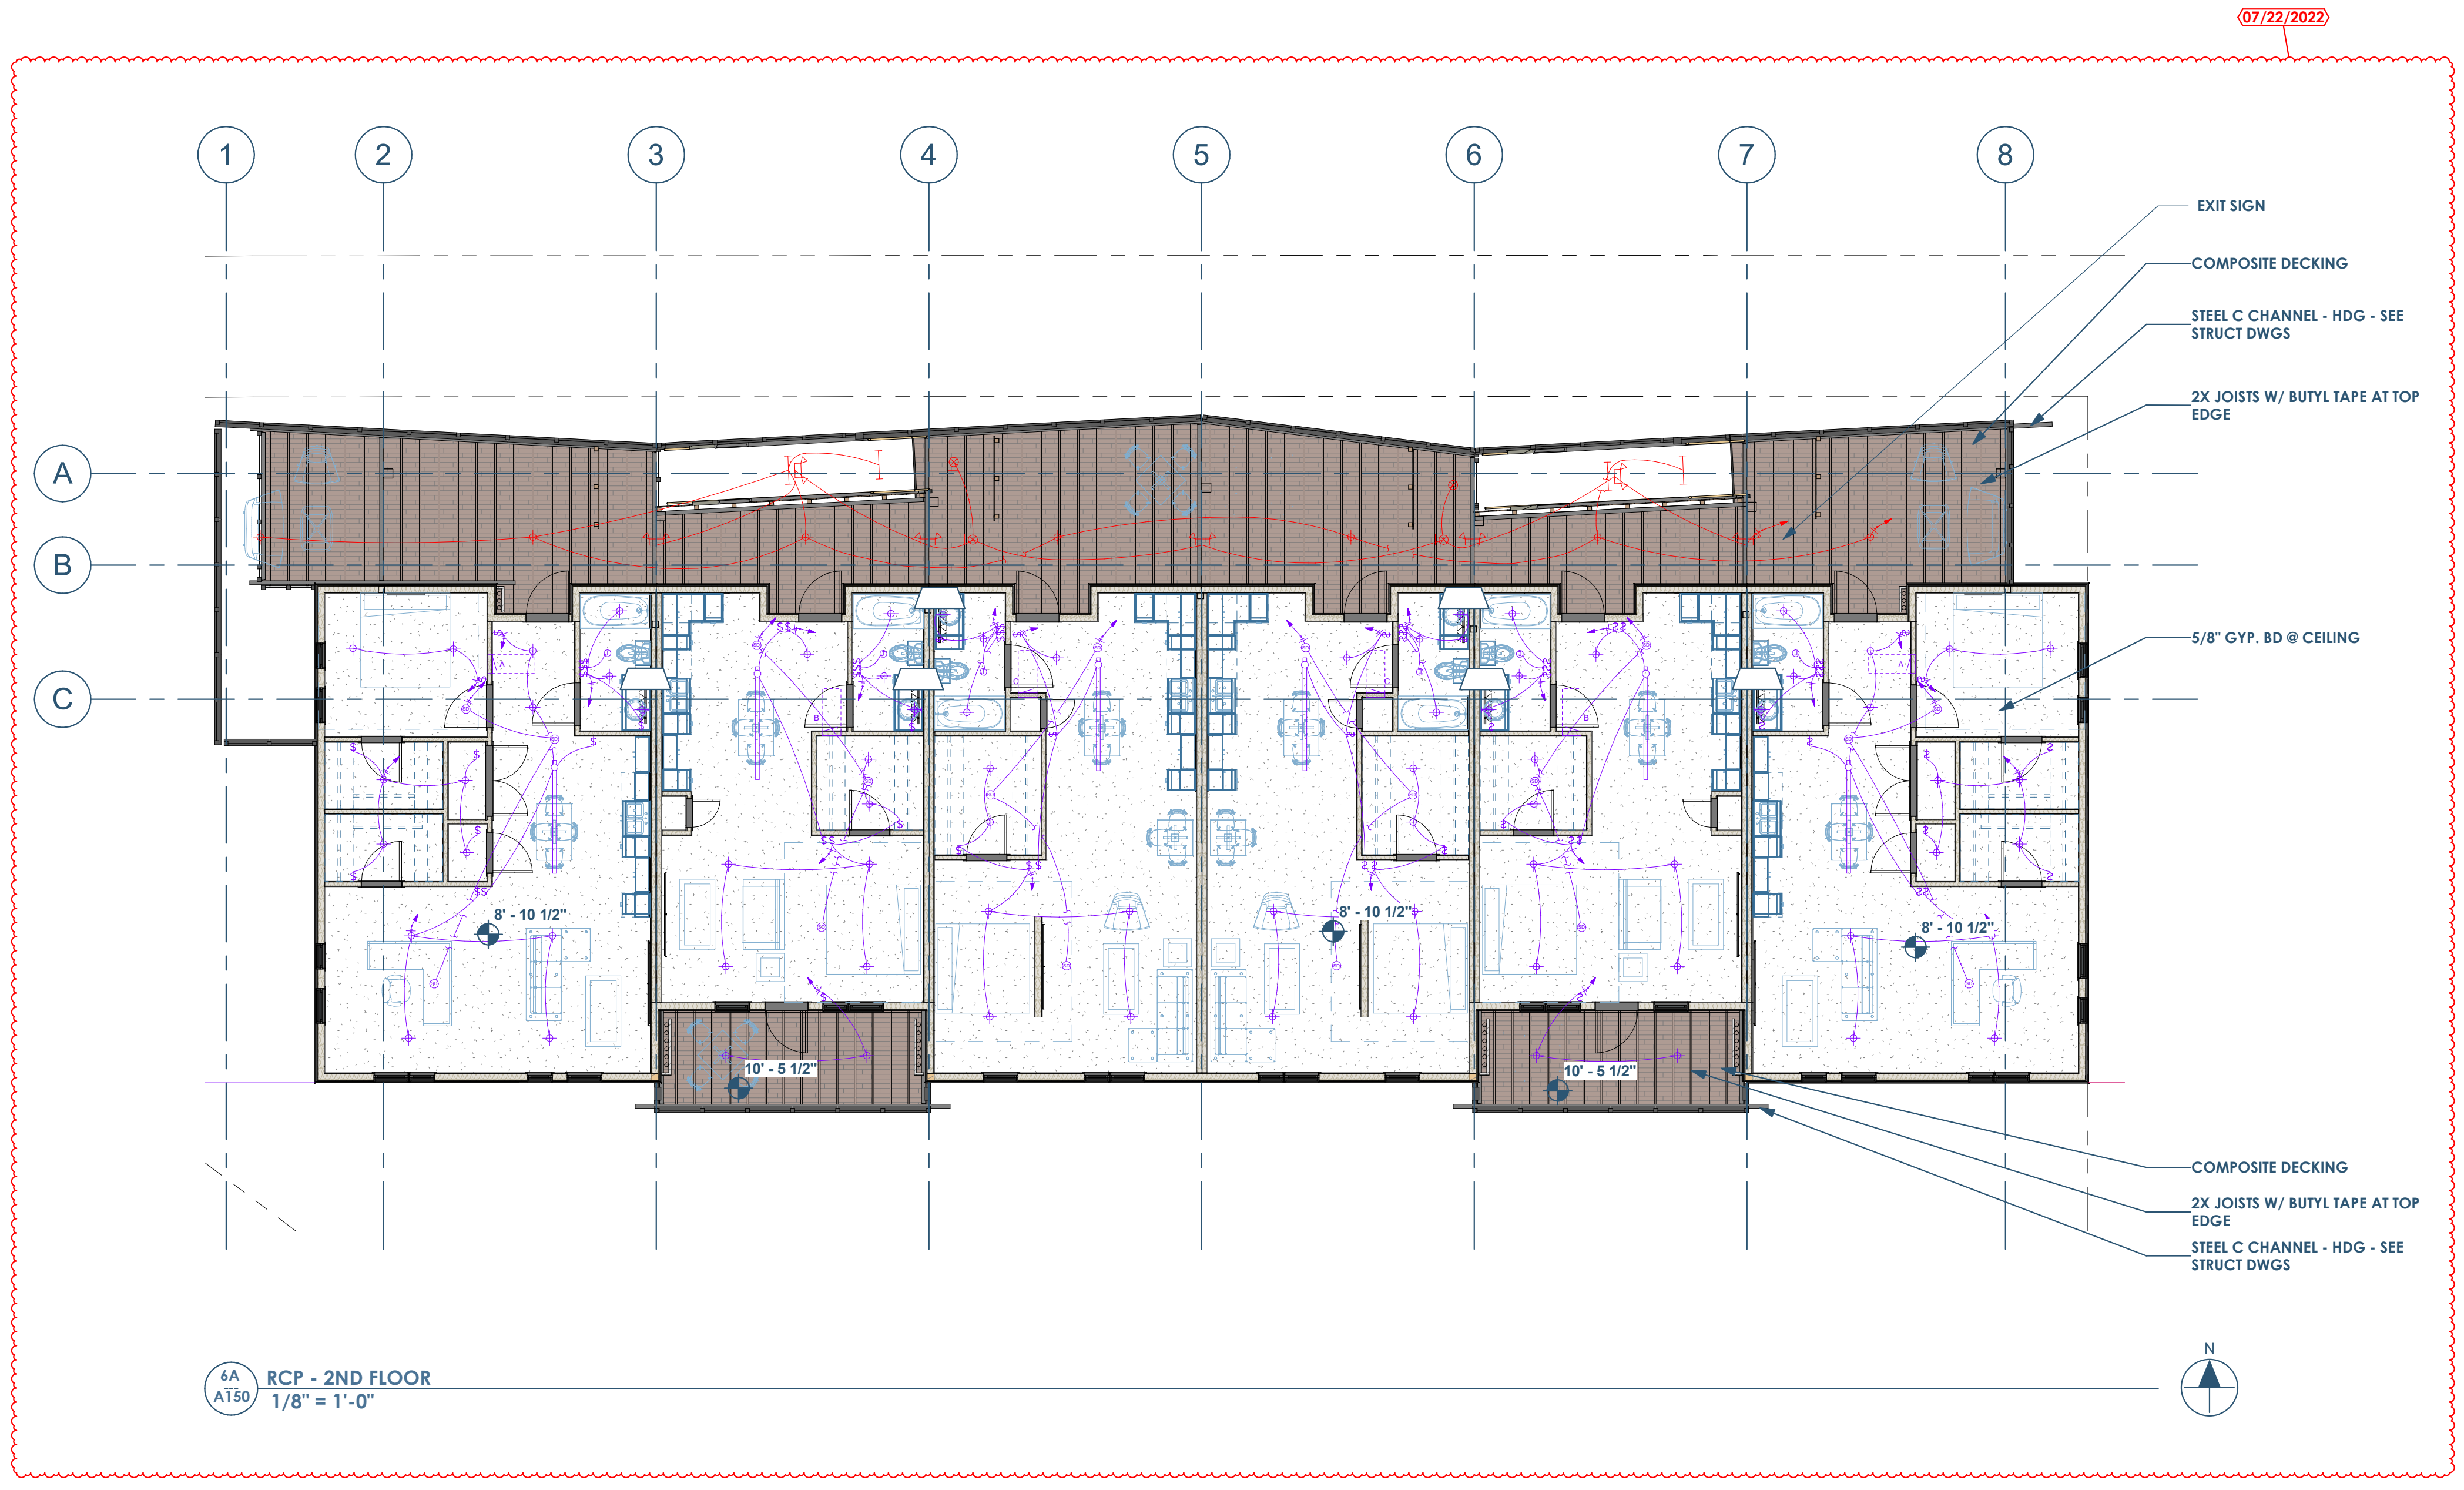 07/22/2022
1
2
3
4
5
6
7
8
EXIT SIGN
COMPOSITE DECKING
STEEL C CHANNEL - HDG - SEE
STRUCT DWGS
2X JOISTS W/ BUTYL TAPE AT TOP
EDGE
A
B
5/8" GYP. BD @ CEILING
C
A
B
C
C
B
A
8' - 10 1/2"
8' - 10 1/2"
8' - 10 1/2"
10' - 5 1/2"
10' - 5 1/2"
COMPOSITE DECKING
2X JOISTS W/ BUTYL TAPE AT TOP
EDGE
STEEL C CHANNEL - HDG - SEE
STRUCT DWGS
N
6A
A150
RCP - 2ND FLOOR
1/8" = 1'-0"